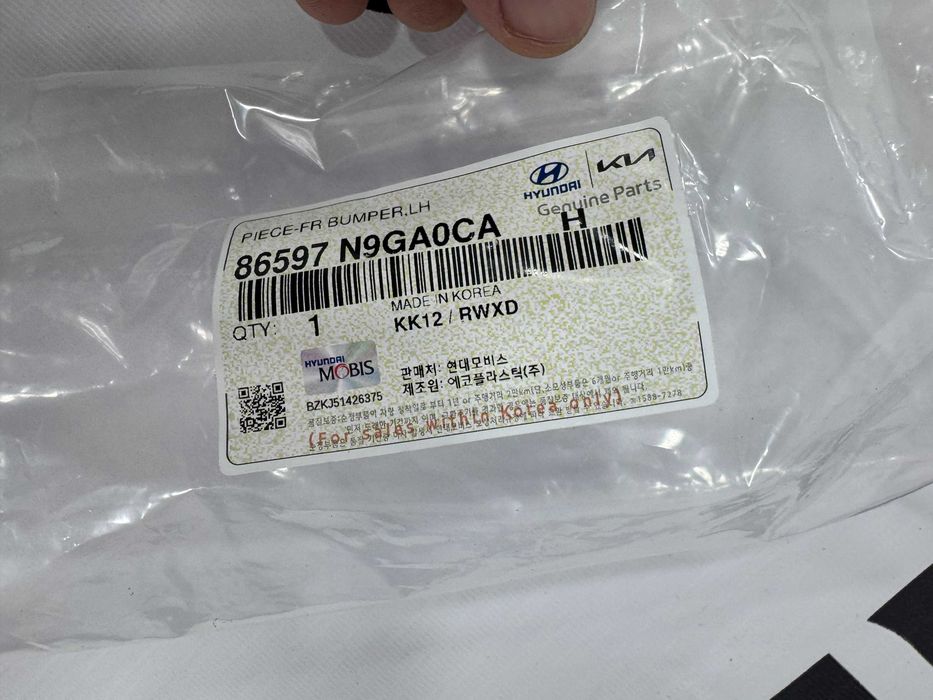 HYUNDAI KIA
Genuine Parts
PIECE-FR BUMPER,LH
86597 N9GA0CA H
MADE IN KOREA
QTY: 1 KK12 / RWXD
HYUNDAI
MOBIS
판매처: 현대모비스
제조원: 에코플라스틱(주)
BZKJ51426375
(For sales within Korea only)